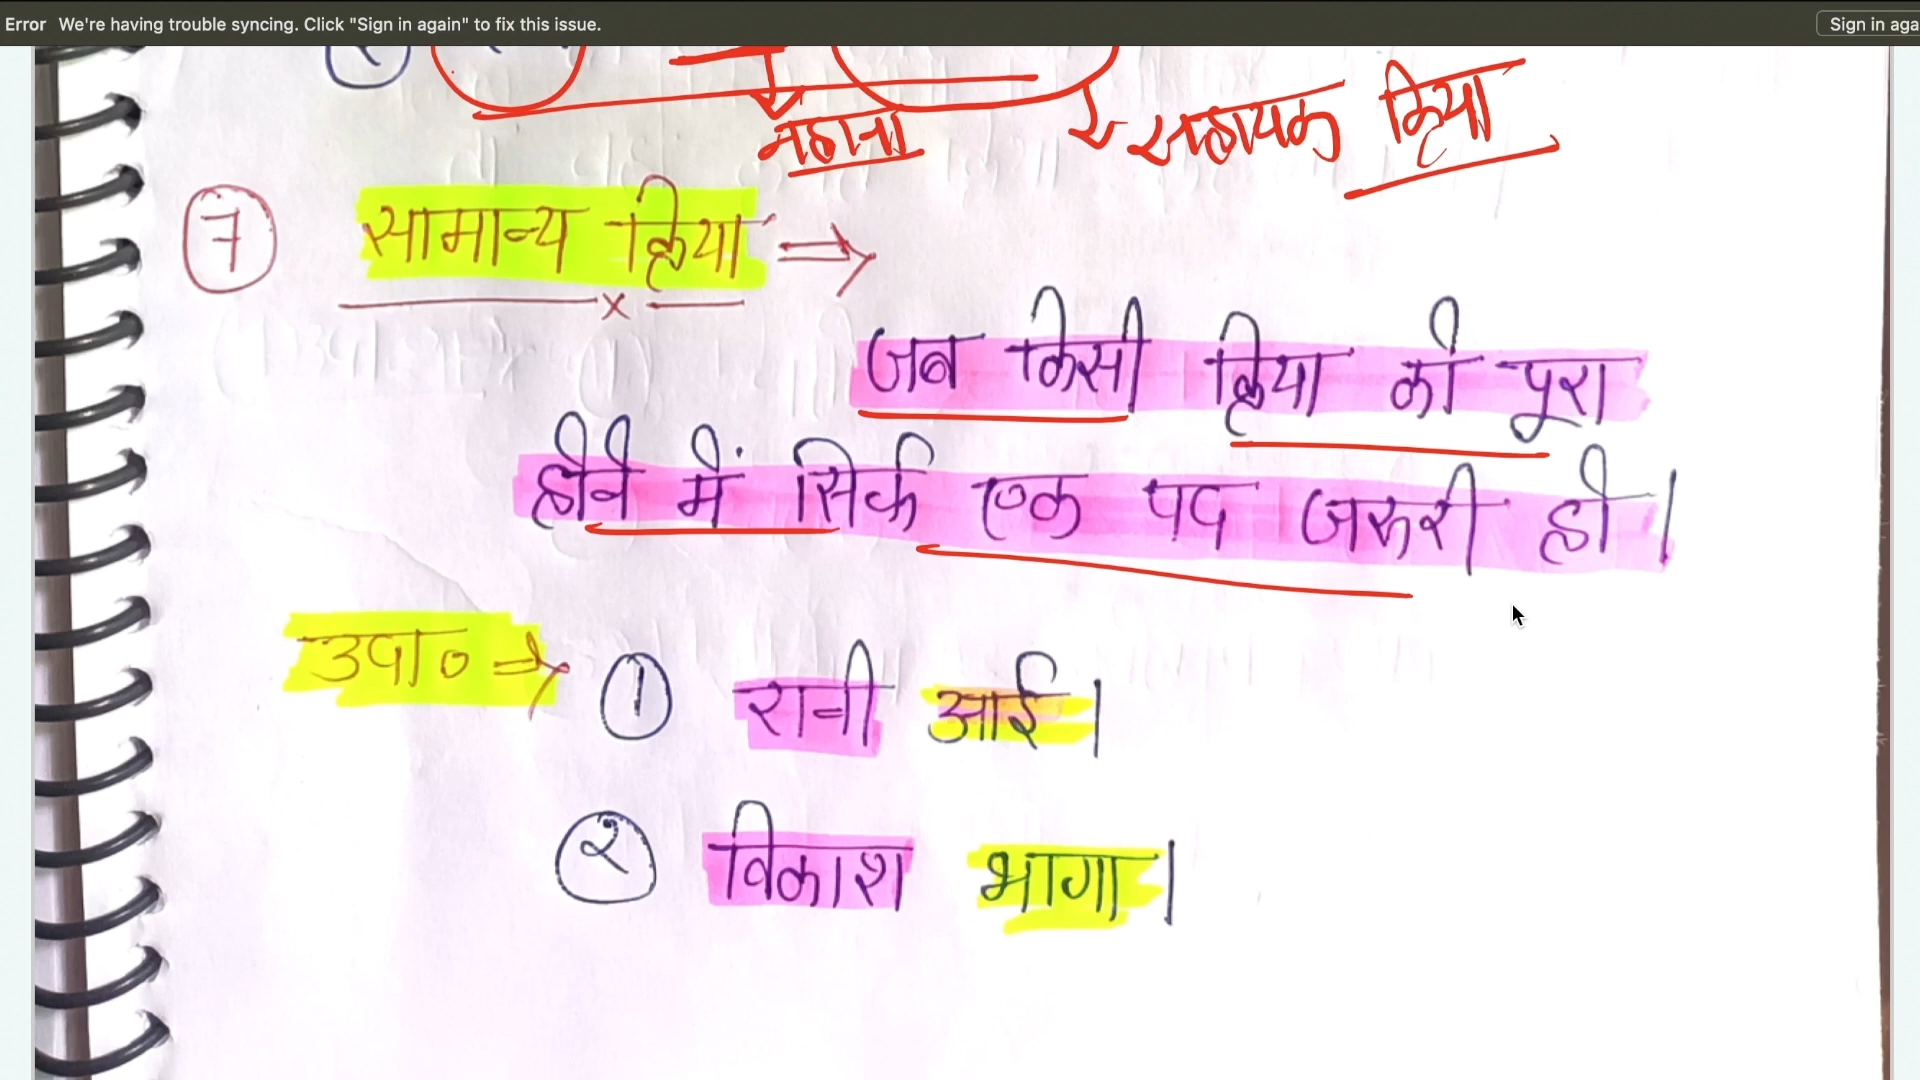 Error We're having trouble syncing. Click "Sign in again" to fix this issue. Sign in aga
नहाना सहायक क्रिया
7 सामान्य क्रिया ⇒
जब किसी क्रिया को पूरा
होने में सिर्फ एक पद जरूरी हो।
उदा० ⇒ 1 रानी आई।
२ विकाश भागा।